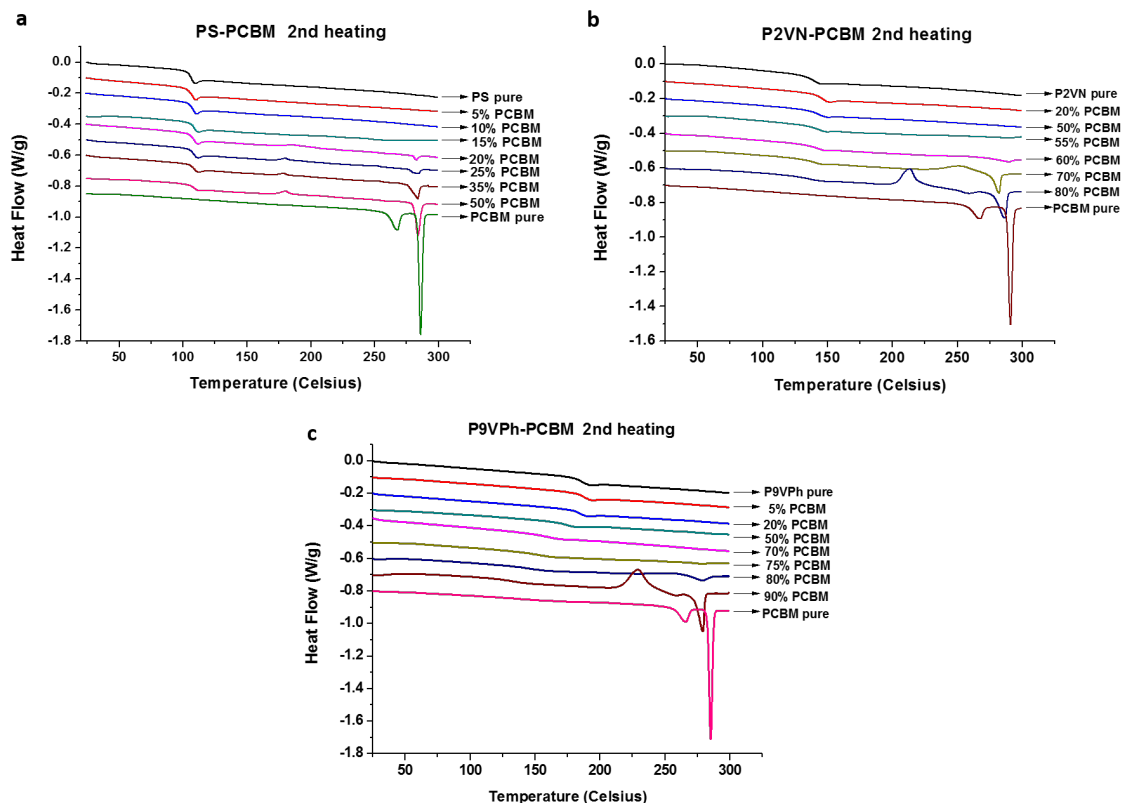 a
PS-PCBM 2nd heating
Heat Flow (W/g)
0.0
-0.2
-0.4
-0.6
-0.8
-1.0
-1.2
-1.4
-1.6
-1.8
PS pure
5% PCBM
10% PCBM
15% PCBM
20% PCBM
25% PCBM
35% PCBM
50% PCBM
PCBM pure
50 100 150 200 250 300
Temperature (Celsius)
b
P2VN-PCBM 2nd heating
Heat Flow (W/g)
0.0
-0.2
-0.4
-0.6
-0.8
-1.0
-1.2
-1.4
-1.6
P2VN pure
20% PCBM
50% PCBM
55% PCBM
60% PCBM
70% PCBM
80% PCBM
PCBM pure
50 100 150 200 250 300
Temperature (Celsius)
c
P9VPh-PCBM 2nd heating
Heat Flow (W/g)
0.0
-0.2
-0.4
-0.6
-0.8
-1.0
-1.2
-1.4
-1.6
-1.8
P9VPh pure
5% PCBM
20% PCBM
50% PCBM
70% PCBM
75% PCBM
80% PCBM
90% PCBM
PCBM pure
50 100 150 200 250 300
Temperature (Celsius)